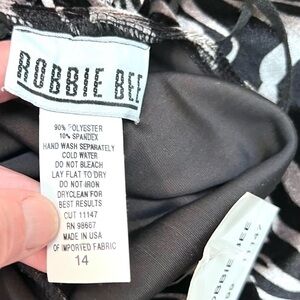 ROBBIE BEE
90% POLYESTER
10% SPANDEX
HAND WASH SEPARATELY
COLD WATER
DO NOT BLEACH
LAY FLAT TO DRY
DO NOT IRON
DRYCLEAN FOR
BEST RESULTS
CUT 11147
RN 98667
MADE IN USA
OF IMPORTED FABRIC
14
ROBBIE BEE